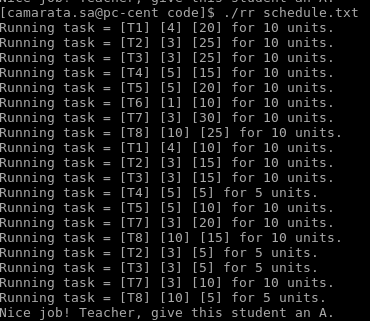 Nice job! Teacher, give this student an A.
[camarata.sa@pc-cent code]$ ./rr schedule.txt
Running task = [T1] [4] [20] for 10 units.
Running task = [T2] [3] [25] for 10 units.
Running task = [T3] [3] [25] for 10 units.
Running task = [T4] [5] [15] for 10 units.
Running task = [T5] [5] [20] for 10 units.
Running task = [T6] [1] [10] for 10 units.
Running task = [T7] [3] [30] for 10 units.
Running task = [T8] [10] [25] for 10 units.
Running task = [T1] [4] [10] for 10 units.
Running task = [T2] [3] [15] for 10 units.
Running task = [T3] [3] [15] for 10 units.
Running task = [T4] [5] [5] for 5 units.
Running task = [T5] [5] [10] for 10 units.
Running task = [T7] [3] [20] for 10 units.
Running task = [T8] [10] [15] for 10 units.
Running task = [T2] [3] [5] for 5 units.
Running task = [T3] [3] [5] for 5 units.
Running task = [T7] [3] [10] for 10 units.
Running task = [T8] [10] [5] for 5 units.
Nice job! Teacher, give this student an A.